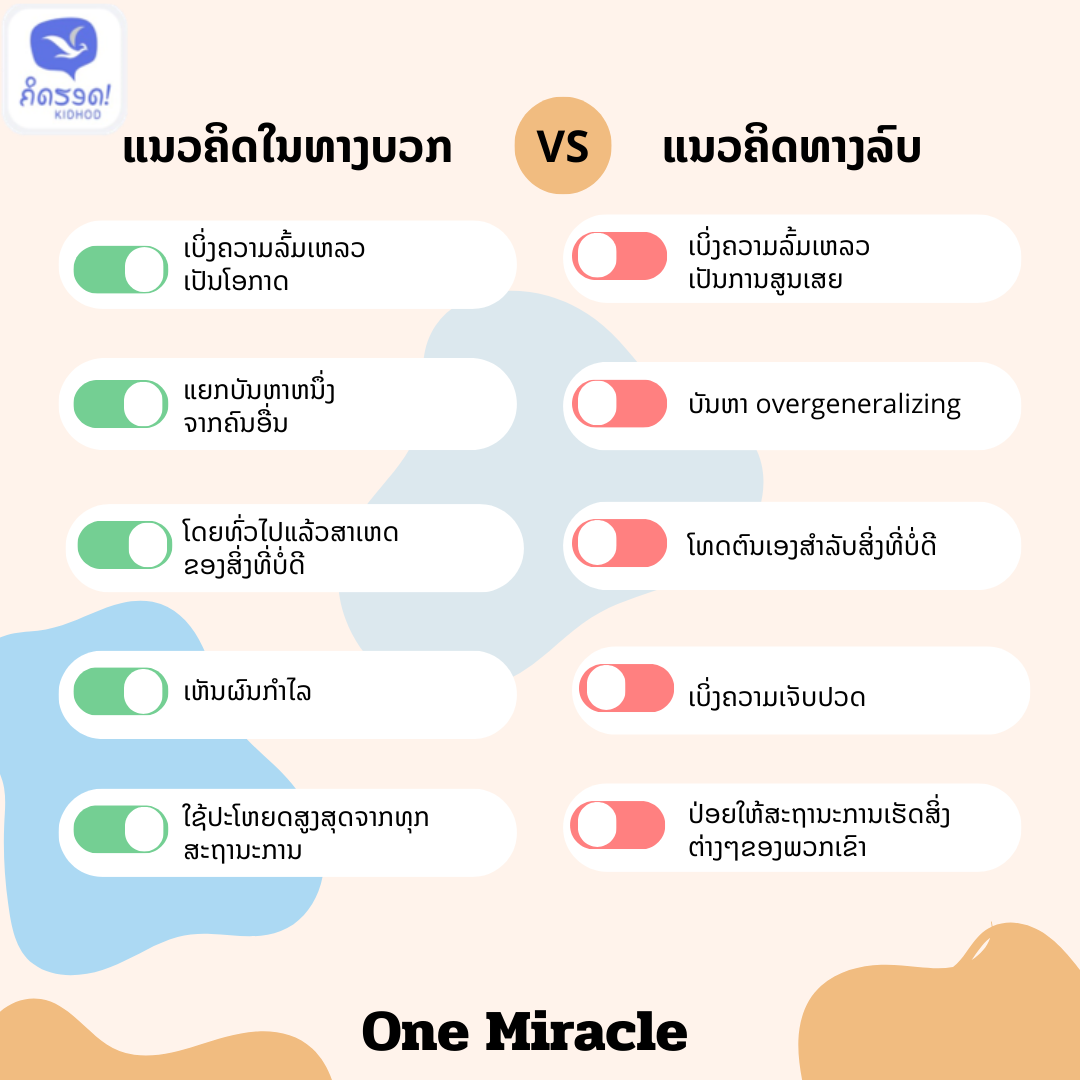 ຄິດຮອດ!
KIDHOD
ແນວຄິດໃນທາງບວກ
VS
ແນວຄິດທາງລົບ
ເບິ່ງຄວາມລົ້ມເຫລວ
ເປັນໂອກາດ
ເບິ່ງຄວາມລົ້ມເຫລວ
ເປັນການສູນເສຍ
ແຍກບັນຫາຫນຶ່ງ
ຈາກຄົນອື່ນ
ບັນຫາ overgeneralizing
ໂດຍທົ່ວໄປແລ້ວສາເຫດ
ຂອງສິ່ງທີ່ບໍ່ດີ
ໂທດຕົນເອງສໍາລັບສິ່ງທີ່ບໍ່ດີ
ເຫັນຜົນກໍາໄລ
ເບິ່ງຄວາມເຈັບປວດ
ໃຊ້ປະໂຫຍດສູງສຸດຈາກທຸກ
ສະຖານະການ
ປ່ອຍໃຫ້ສະຖານະການເຮັດສິ່ງ
ຕ່າງໆຂອງພວກເຂົາ
One Miracle